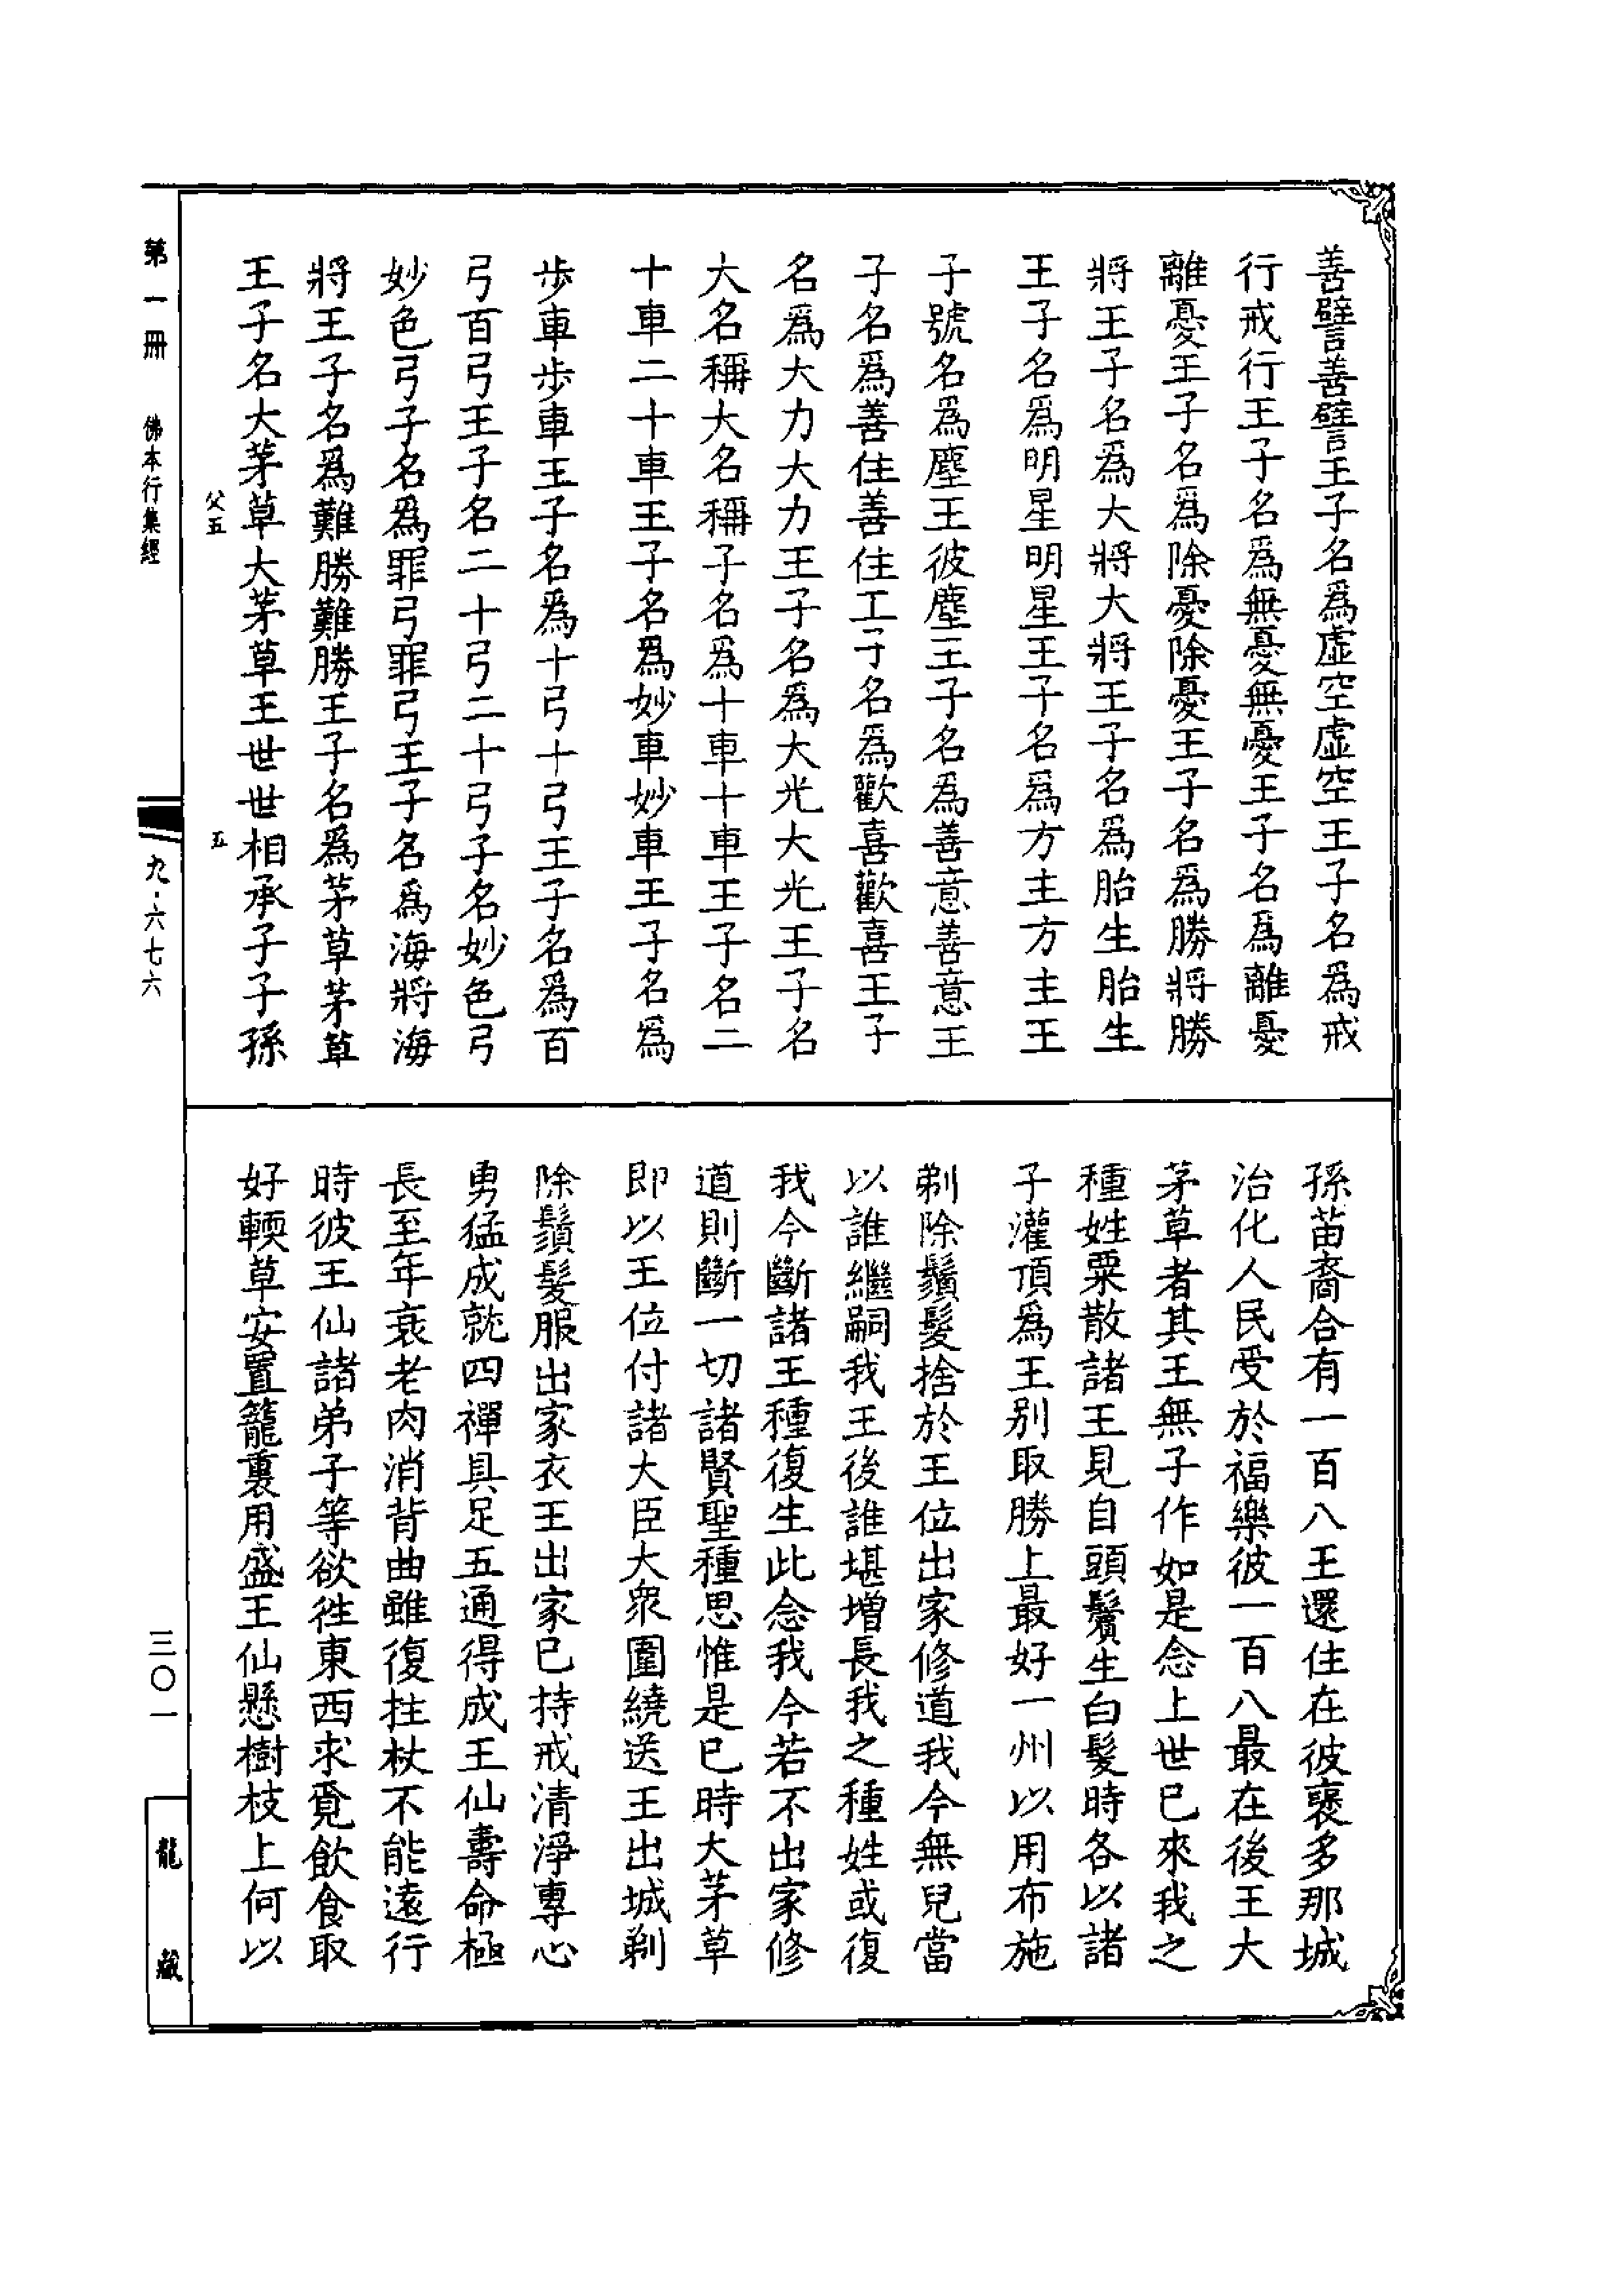 善譬善譬王子名爲虛空虛空王子名爲戒
行戒行王子名爲無憂無憂王子名爲離憂
離憂王子名爲除憂除憂王子名爲勝將勝
將王子名爲大將大將王子名爲胎生胎生
王子名爲明星明星王子名爲方主方主王
子號名爲塵王彼塵王子名爲善意善意王
子名爲善住善住王子名爲歡喜歡喜王子
名爲大力大力王子名爲大光大光王子名
大名稱大名稱子名爲十車十車王子名二
十車二十車王子名爲妙車妙車王子名爲
步車步車王子名爲十弓十弓王子名爲百
弓百弓王子名二十弓二十弓子名妙色弓
妙色弓子名爲罪弓罪弓王子名爲海將海
將王子名爲難勝難勝王子名爲茅草茅草
王子名大茅草大茅草王世世相承子子孫
孫苗裔合有一百八王還住在彼襃多那城
治化人民受於福樂彼一百八最在後王大
茅草者其王無子作如是念上世已來我之
種姓粟散諸王見自頭鬢生白髮時各以諸
子灌頂爲王別取勝上最好一州以用布施
剃除鬚髮捨於王位出家修道我今無兒當
以誰繼嗣我王後誰堪增長我之種姓或復
我今斷諸王種復生此念我今若不出家修
道則斷一切諸賢聖種思惟是已時大茅草
即以王位付諸大臣大衆圍繞送王出城剃
除鬚髮服出家衣王出家已持戒清淨專心
勇猛成就四禪具足五通得成王仙壽命極
長至年衰老肉消背曲雖復拄杖不能遠行
時彼王仙諸弟子等欲徃東西求覓飲食取
好輭草安置籠裏用盛王仙懸樹枝上何以
父五
五
第一冊 佛本行集經
九·六七六
三〇一
龍藏